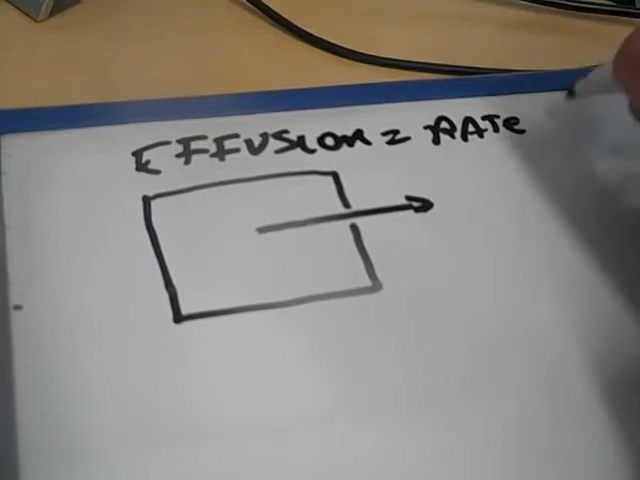 EFFUSION = RATe